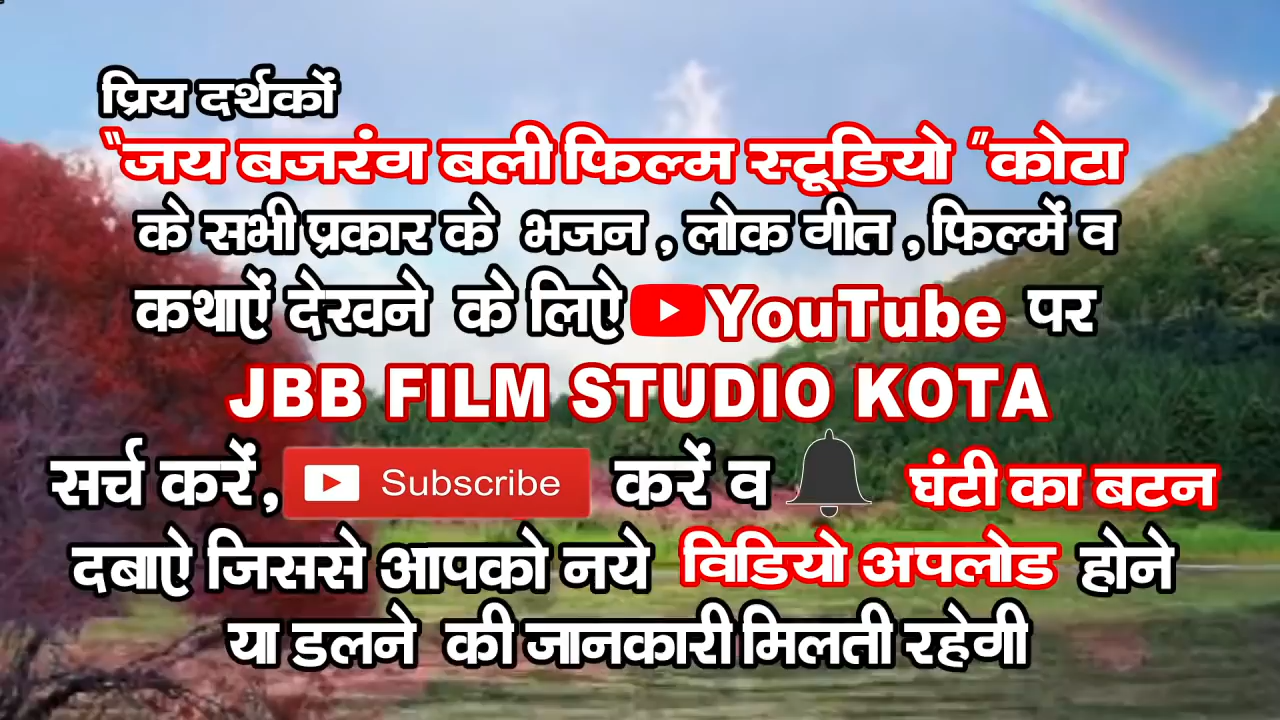 प्रिय दर्शकों
"जय बजरंग बली फिल्म स्टूडियो "कोटा
के सभी प्रकार के भजन , लोक गीत , फिल्में व
कथाऐं देखने के लिऐ YouTube पर
JBB FILM STUDIO KOTA
सर्च करें, Subscribe करें व घंटी का बटन
दबाऐ जिससे आपको नये विडियो अपलोड होने
या डलने की जानकारी मिलती रहेगी